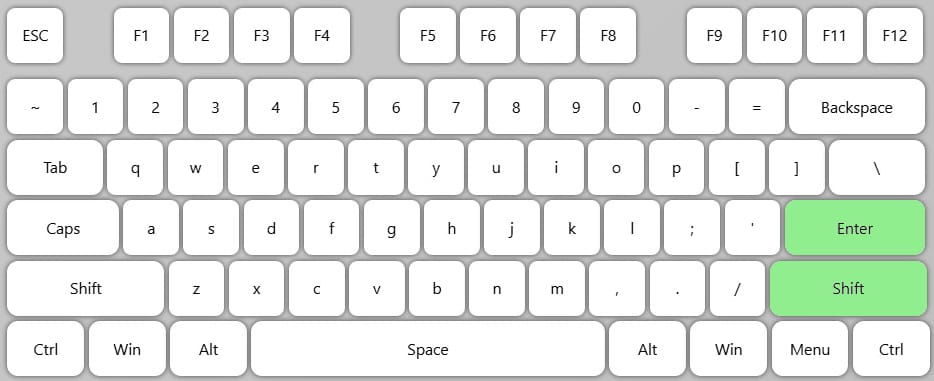 ESC F1 F2 F3 F4 F5 F6 F7 F8 F9 F10 F11 F12
~ 1 2 3 4 5 6 7 8 9 0 - = Backspace
Tab q w e r t y u i o p [ ] \
Caps a s d f g h j k l ; ' Enter
Shift z x c v b n m , . / Shift
Ctrl Win Alt Space Alt Win Menu Ctrl